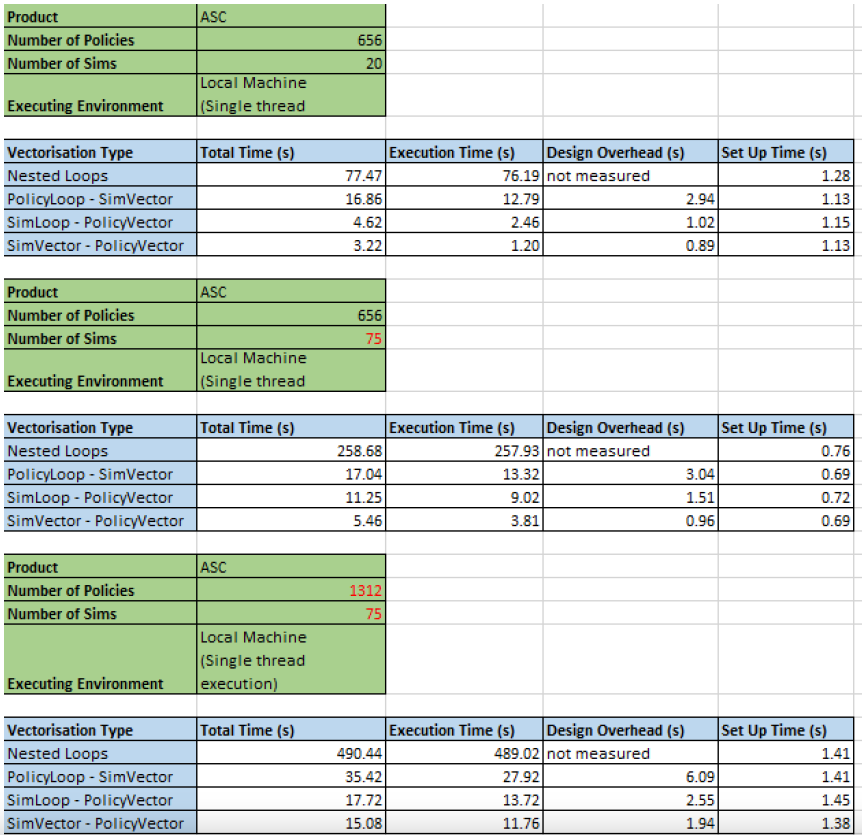 Product ASC
Number of Policies 656
Number of Sims 20
Local Machine
Executing Environment (Single thread
Vectorisation Type Total Time (s) Execution Time (s) Design Overhead (s) Set Up Time (s)
Nested Loops 77.47 76.19 not measured 1.28
PolicyLoop - SimVector 16.86 12.79 2.94 1.13
SimLoop - PolicyVector 4.62 2.46 1.02 1.15
SimVector - PolicyVector 3.22 1.20 0.89 1.13
Product ASC
Number of Policies 656
Number of Sims 75
Local Machine
Executing Environment (Single thread
Vectorisation Type Total Time (s) Execution Time (s) Design Overhead (s) Set Up Time (s)
Nested Loops 258.68 257.93 not measured 0.76
PolicyLoop - SimVector 17.04 13.32 3.04 0.69
SimLoop - PolicyVector 11.25 9.02 1.51 0.72
SimVector - PolicyVector 5.46 3.81 0.96 0.69
Product ASC
Number of Policies 1312
Number of Sims 75
Local Machine
(Single thread
Executing Environment execution)
Vectorisation Type Total Time (s) Execution Time (s) Design Overhead (s) Set Up Time (s)
Nested Loops 490.44 489.02 not measured 1.41
PolicyLoop - SimVector 35.42 27.92 6.09 1.41
SimLoop - PolicyVector 17.72 13.72 2.55 1.45
SimVector - PolicyVector 15.08 11.76 1.94 1.38